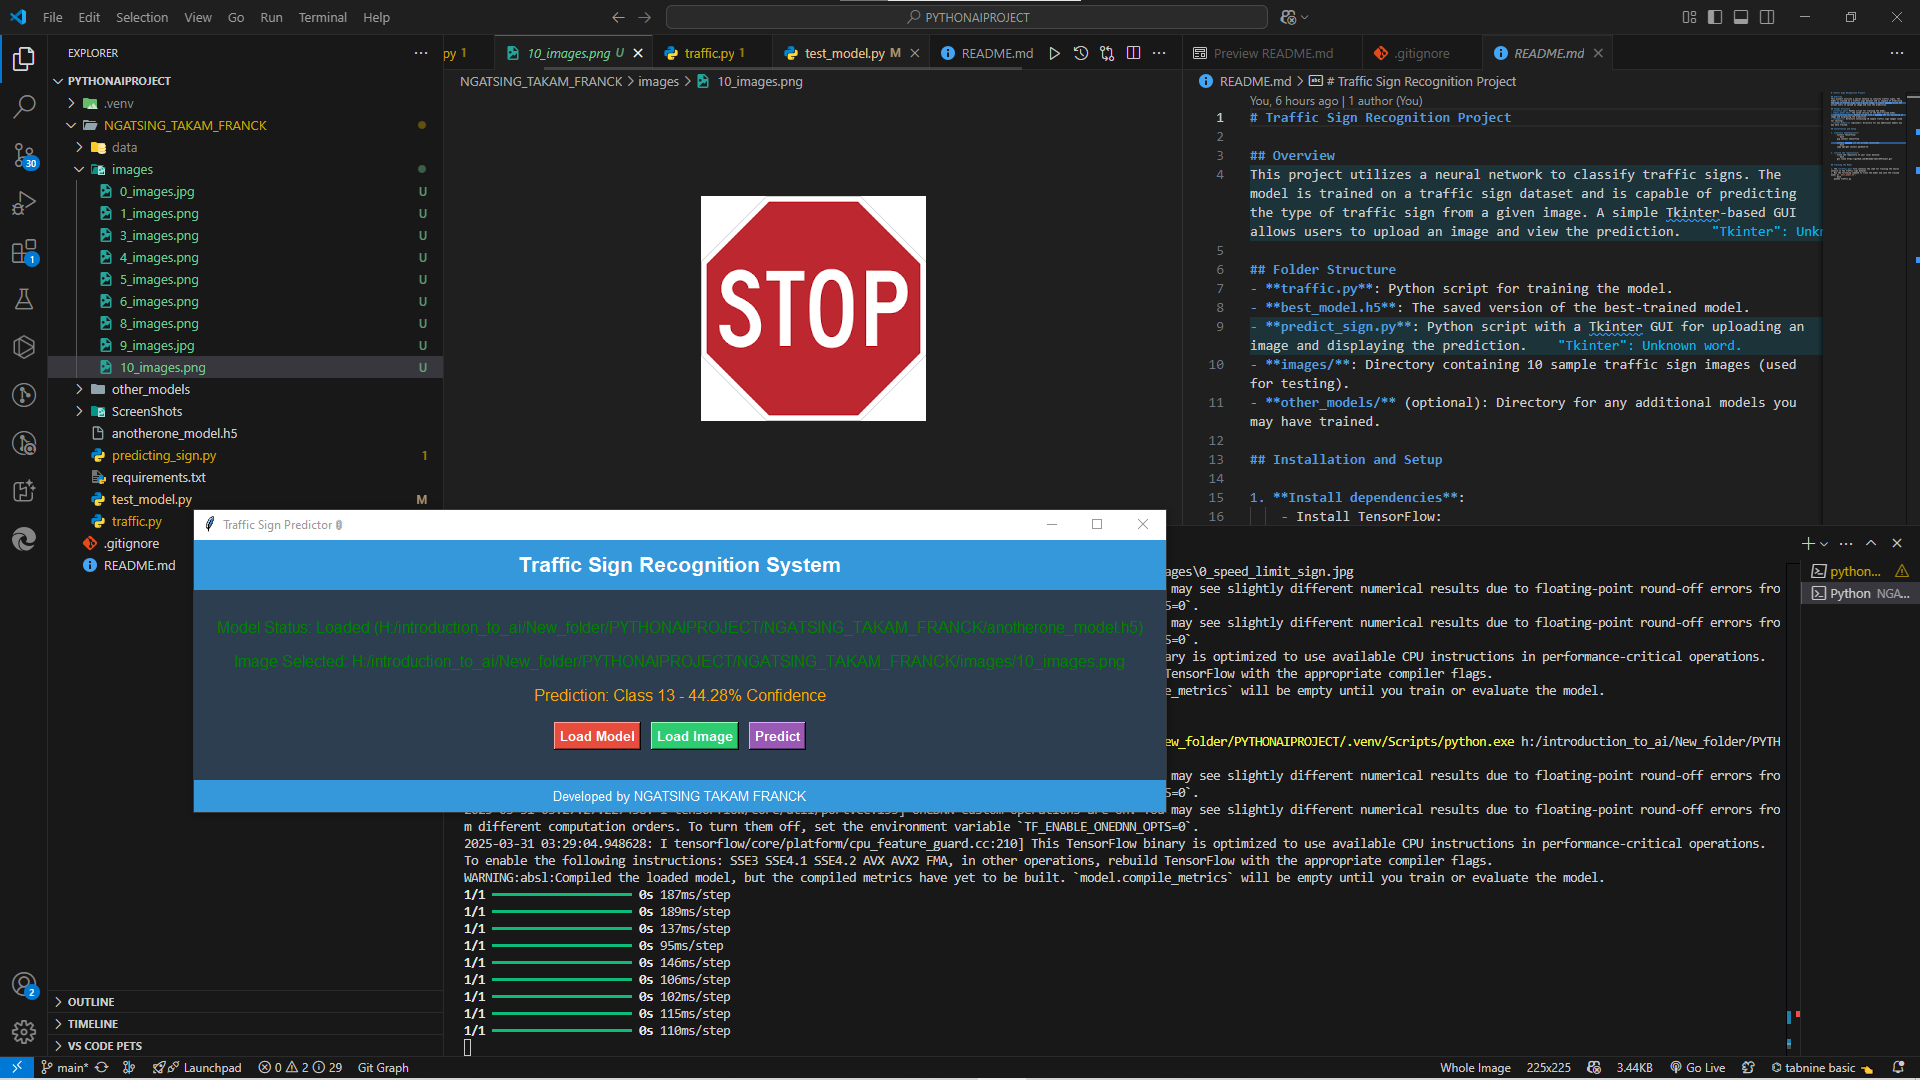 File Edit Selection View Go Run Terminal Help
PYTHONAIPROJECT
EXPLORER
PYTHONAIPROJECT
.venv
NGATSING_TAKAM_FRANCK
data
images
0_images.jpg U
1_images.png U
3_images.png U
4_images.png U
5_images.png U
6_images.png U
8_images.png U
9_images.jpg U
10_images.png U
other_models
ScreenShots
anotherone_model.h5
predicting_sign.py 1
requirements.txt
test_model.py M
traffic.py
.gitignore
README.md
OUTLINE
TIMELINE
VS CODE PETS
30
1
2
py 1
10_images.png U
traffic.py 1
test_model.py M
README.md
NGATSING_TAKAM_FRANCK > images > 10_images.png
STOP
Preview README.md
.gitignore
README.md
README.md > # Traffic Sign Recognition Project
You, 6 hours ago | 1 author (You)
1 # Traffic Sign Recognition Project
2
3 ## Overview
4 This project utilizes a neural network to classify traffic signs. The
model is trained on a traffic sign dataset and is capable of predicting
the type of traffic sign from a given image. A simple Tkinter-based GUI
allows users to upload an image and view the prediction. "Tkinter": Unkn
5
6 ## Folder Structure
7 - **traffic.py**: Python script for training the model.
8 - **best_model.h5**: The saved version of the best-trained model.
9 - **predict_sign.py**: Python script with a Tkinter GUI for uploading an
image and displaying the prediction. "Tkinter": Unknown word.
10 - **images/**: Directory containing 10 sample traffic sign images (used
for testing).
11 - **other_models/** (optional): Directory for any additional models you
may have trained.
12
13 ## Installation and Setup
14
15 1. **Install dependencies**:
16 - Install TensorFlow:
Traffic Sign Predictor
Traffic Sign Recognition System
Model Status: Loaded (H:/introduction_to_ai/New_folder/PYTHONAIPROJECT/NGATSING_TAKAM_FRANCK/anotherone_model.h5)
Image Selected: H:/introduction_to_ai/New_folder/PYTHONAIPROJECT/NGATSING_TAKAM_FRANCK/images/10_images.png
Prediction: Class 13 - 44.28% Confidence
Load Model Load Image Predict
Developed by NGATSING TAKAM FRANCK
python...
Python NGA...
ages\0_speed_limit_sign.jpg
may see slightly different numerical results due to floating-point round-off errors fro
S=0`.
may see slightly different numerical results due to floating-point round-off errors fro
S=0`.
ary is optimized to use available CPU instructions in performance-critical operations.
TensorFlow with the appropriate compiler flags.
e_metrics` will be empty until you train or evaluate the model.
ew_folder/PYTHONAIPROJECT/.venv/Scripts/python.exe h:/introduction_to_ai/New_folder/PYTH
may see slightly different numerical results due to floating-point round-off errors fro
S=0`.
may see slightly different numerical results due to floating-point round-off errors fro
m different computation orders. To turn them off, set the environment variable `TF_ENABLE_ONEDNN_OPTS=0`.
2025-03-31 03:29:04.948628: I tensorflow/core/platform/cpu_feature_guard.cc:210] This TensorFlow binary is optimized to use available CPU instructions in performance-critical operations.
To enable the following instructions: SSE3 SSE4.1 SSE4.2 AVX AVX2 FMA, in other operations, rebuild TensorFlow with the appropriate compiler flags.
WARNING:absl:Compiled the loaded model, but the compiled metrics have yet to be built. `model.compile_metrics` will be empty until you train or evaluate the model.
1/1 0s 187ms/step
1/1 0s 189ms/step
1/1 0s 137ms/step
1/1 0s 95ms/step
1/1 0s 146ms/step
1/1 0s 106ms/step
1/1 0s 102ms/step
1/1 0s 115ms/step
1/1 0s 110ms/step
main* Launchpad 0 2 29 Git Graph
Whole Image 225x225 3.44KB Go Live tabnine basic